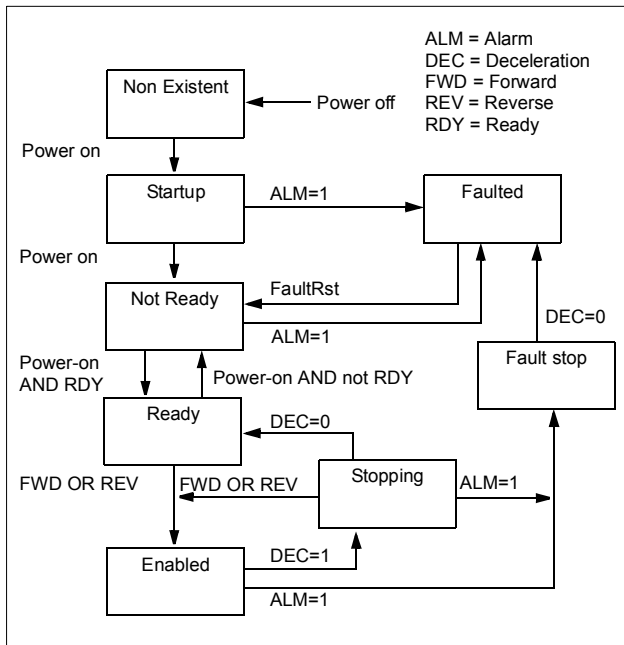 ALM = Alarm
DEC = Deceleration
FWD = Forward
REV = Reverse
RDY = Ready
Non Existent
Power off
Power on
Startup
ALM=1
Faulted
Power on
FaultRst
Not Ready
ALM=1
DEC=0
Fault stop
Power-on
AND RDY
Power-on AND not RDY
Ready
DEC=0
Stopping
FWD OR REV
FWD OR REV
ALM=1
Enabled
DEC=1
ALM=1